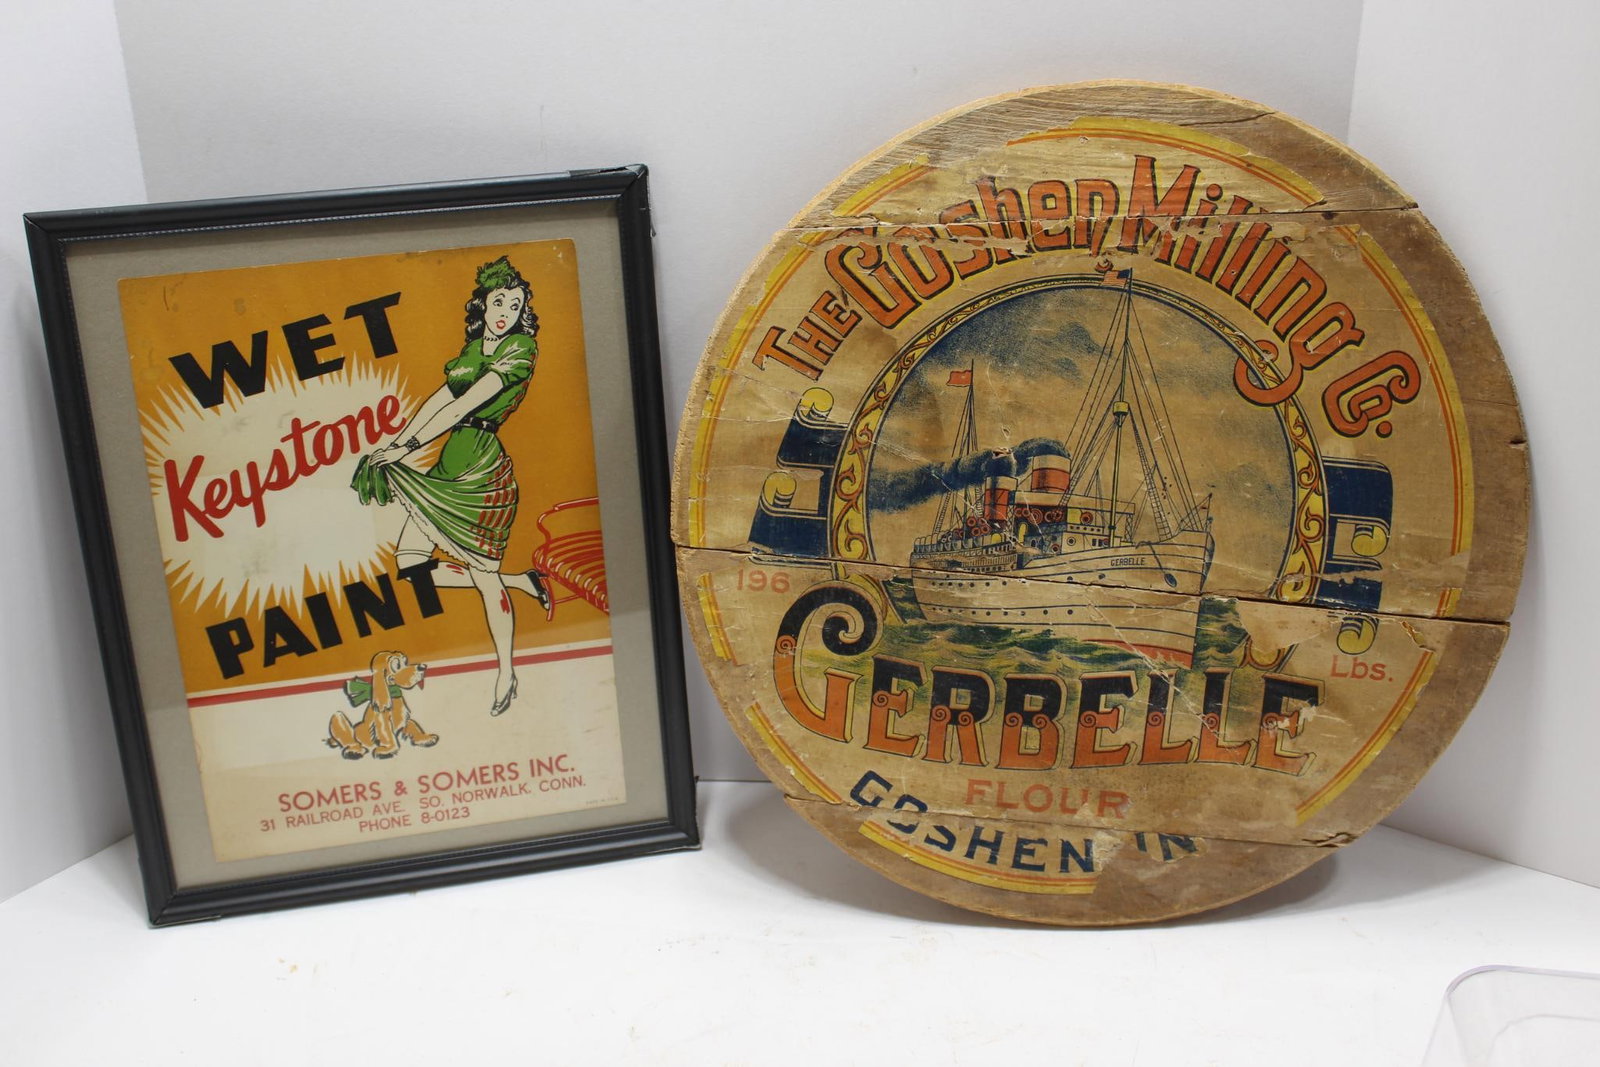 WET
Keystone
PAINT
SOMERS & SOMERS INC.
31 RAILROAD AVE. SO. NORWALK, CONN.
PHONE 8-0123
THE Goshen Milling Co.
GERBELLE
196
Lbs.
GERBELLE
FLOUR
GOSHEN IN